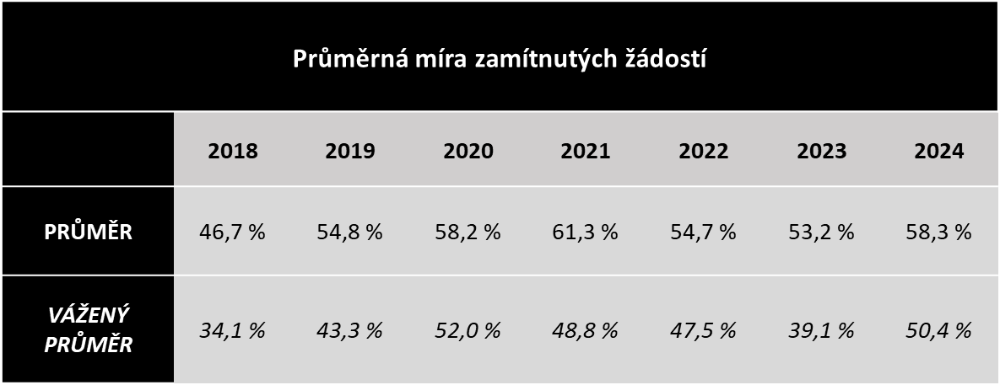 Průměrná míra zamítnutých žádostí
2018 2019 2020 2021 2022 2023 2024
PRŮMĚR 46,7 % 54,8 % 58,2 % 61,3 % 54,7 % 53,2 % 58,3 %
VÁŽENÝ
PRŮMĚR 34,1 % 43,3 % 52,0 % 48,8 % 47,5 % 39,1 % 50,4 %